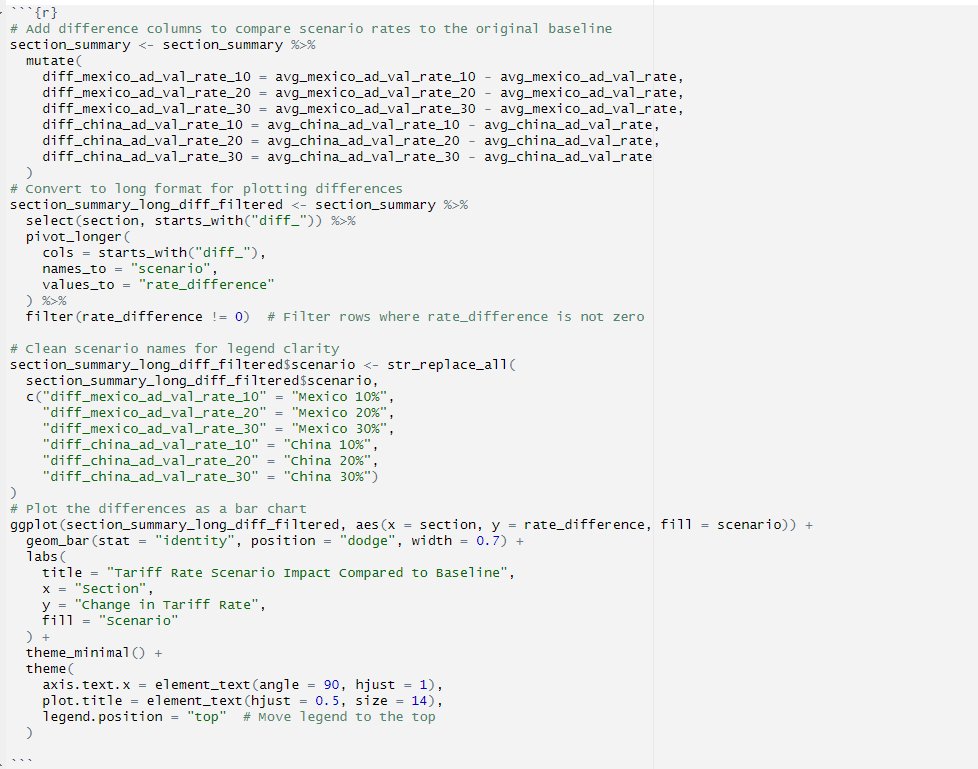 ```{r}
# Add difference columns to compare scenario rates to the original baseline
section_summary <- section_summary %>%
  mutate(
    diff_mexico_ad_val_rate_10 = avg_mexico_ad_val_rate_10 - avg_mexico_ad_val_rate,
    diff_mexico_ad_val_rate_20 = avg_mexico_ad_val_rate_20 - avg_mexico_ad_val_rate,
    diff_mexico_ad_val_rate_30 = avg_mexico_ad_val_rate_30 - avg_mexico_ad_val_rate,
    diff_china_ad_val_rate_10 = avg_china_ad_val_rate_10 - avg_china_ad_val_rate,
    diff_china_ad_val_rate_20 = avg_china_ad_val_rate_20 - avg_china_ad_val_rate,
    diff_china_ad_val_rate_30 = avg_china_ad_val_rate_30 - avg_china_ad_val_rate
  )
# Convert to long format for plotting differences
section_summary_long_diff_filtered <- section_summary %>%
  select(section, starts_with("diff_")) %>%
  pivot_longer(
    cols = starts_with("diff_"),
    names_to = "scenario",
    values_to = "rate_difference"
  ) %>%
  filter(rate_difference != 0)  # Filter rows where rate_difference is not zero

# Clean scenario names for legend clarity
section_summary_long_diff_filtered$scenario <- str_replace_all(
  section_summary_long_diff_filtered$scenario,
  c("diff_mexico_ad_val_rate_10" = "Mexico 10%",
    "diff_mexico_ad_val_rate_20" = "Mexico 20%",
    "diff_mexico_ad_val_rate_30" = "Mexico 30%",
    "diff_china_ad_val_rate_10" = "China 10%",
    "diff_china_ad_val_rate_20" = "China 20%",
    "diff_china_ad_val_rate_30" = "China 30%")
)
# Plot the differences as a bar chart
ggplot(section_summary_long_diff_filtered, aes(x = section, y = rate_difference, fill = scenario)) +
  geom_bar(stat = "identity", position = "dodge", width = 0.7) +
  labs(
    title = "Tariff Rate Scenario Impact Compared to Baseline",
    x = "Section",
    y = "Change in Tariff Rate",
    fill = "Scenario"
  ) +
  theme_minimal() +
  theme(
    axis.text.x = element_text(angle = 90, hjust = 1),
    plot.title = element_text(hjust = 0.5, size = 14),
    legend.position = "top"  # Move legend to the top
  )

```